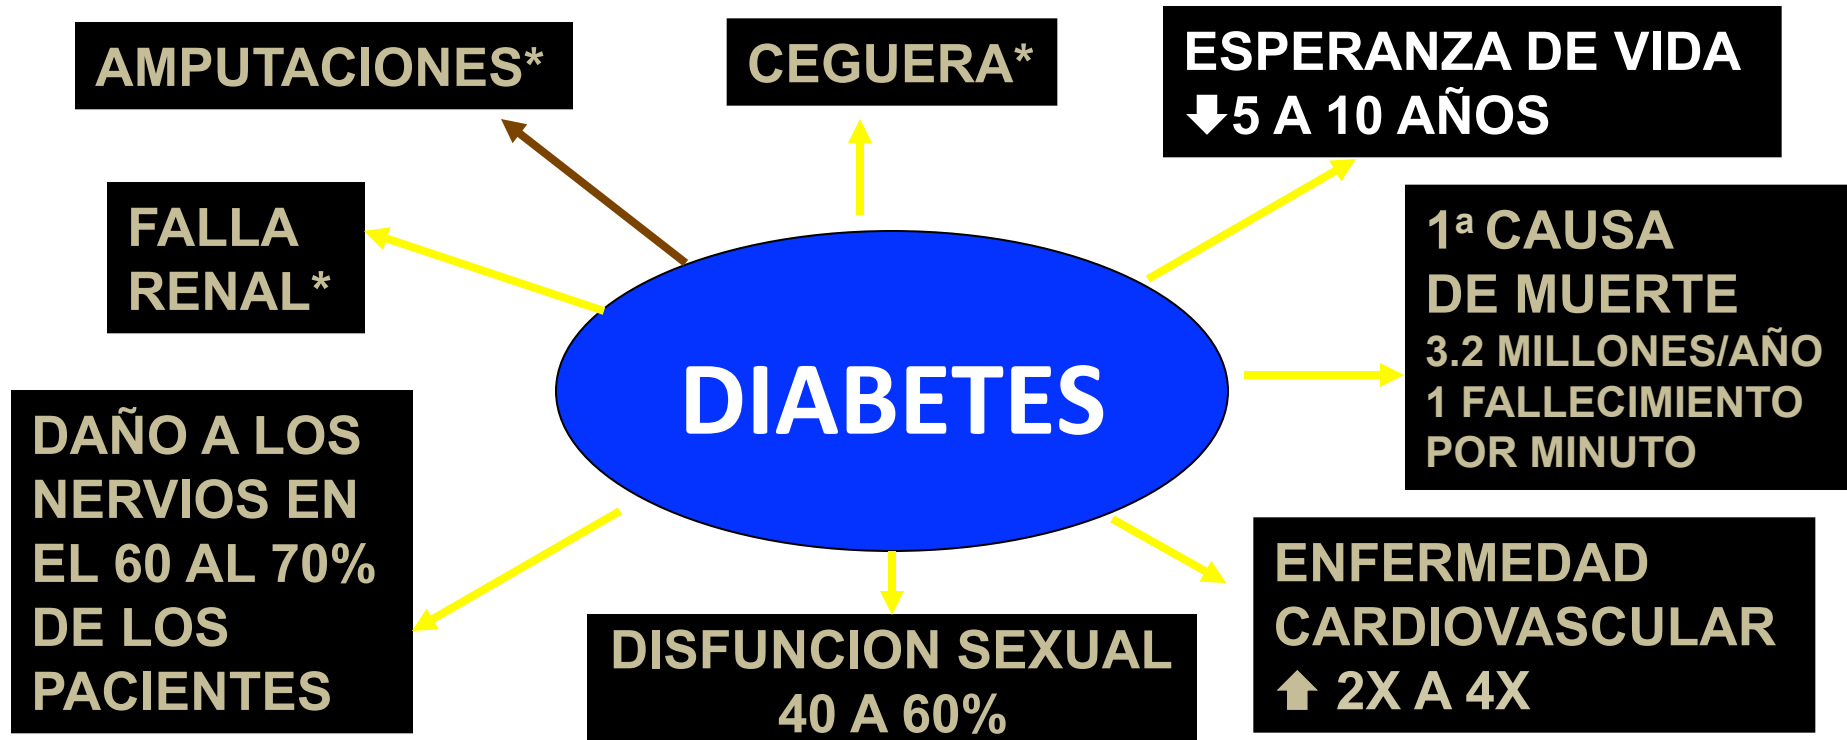 AMPUTACIONES*
CEGUERA*
ESPERANZA DE VIDA
🡇5 A 10 AÑOS
FALLA
RENAL*
1ª CAUSA
DE MUERTE
3.2 MILLONES/AÑO
1 FALLECIMIENTO
POR MINUTO
DIABETES
DAÑO A LOS
NERVIOS EN
EL 60 AL 70%
DE LOS
PACIENTES
DISFUNCION SEXUAL
40 A 60%
ENFERMEDAD
CARDIOVASCULAR
🡅 2X A 4X